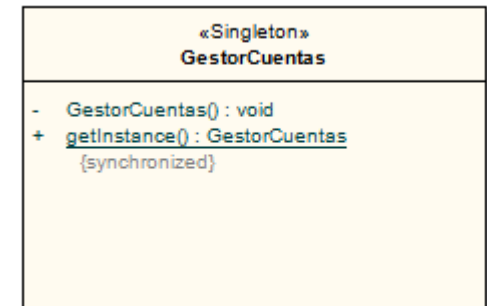 «Singleton»
GestorCuentas
- GestorCuentas() : void
+ getInstance() : GestorCuentas
{synchronized}